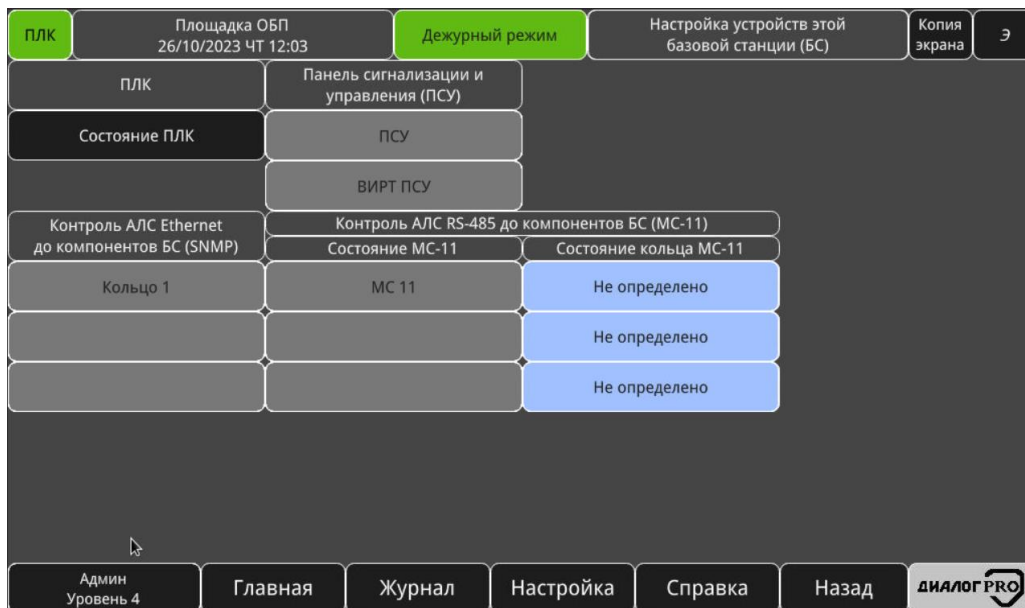 ПЛК
Площадка ОБП
26/10/2023 ЧТ 12:03
Дежурный режим
Настройка устройств этой
базовой станции (БС)
Копия
экрана
Э
ПЛК
Панель сигнализации и
управления (ПСУ)
Состояние ПЛК
ПСУ
ВИРТ ПСУ
Контроль АЛС Ethernet
до компонентов БС (SNMP)
Контроль АЛС RS-485 до компонентов БС (МС-11)
Состояние МС-11
Состояние кольца МС-11
Кольцо 1
МС 11
Не определено
Не определено
Не определено
Админ
Уровень 4
Главная
Журнал
Настройка
Справка
Назад
ДИАЛОГ PRO